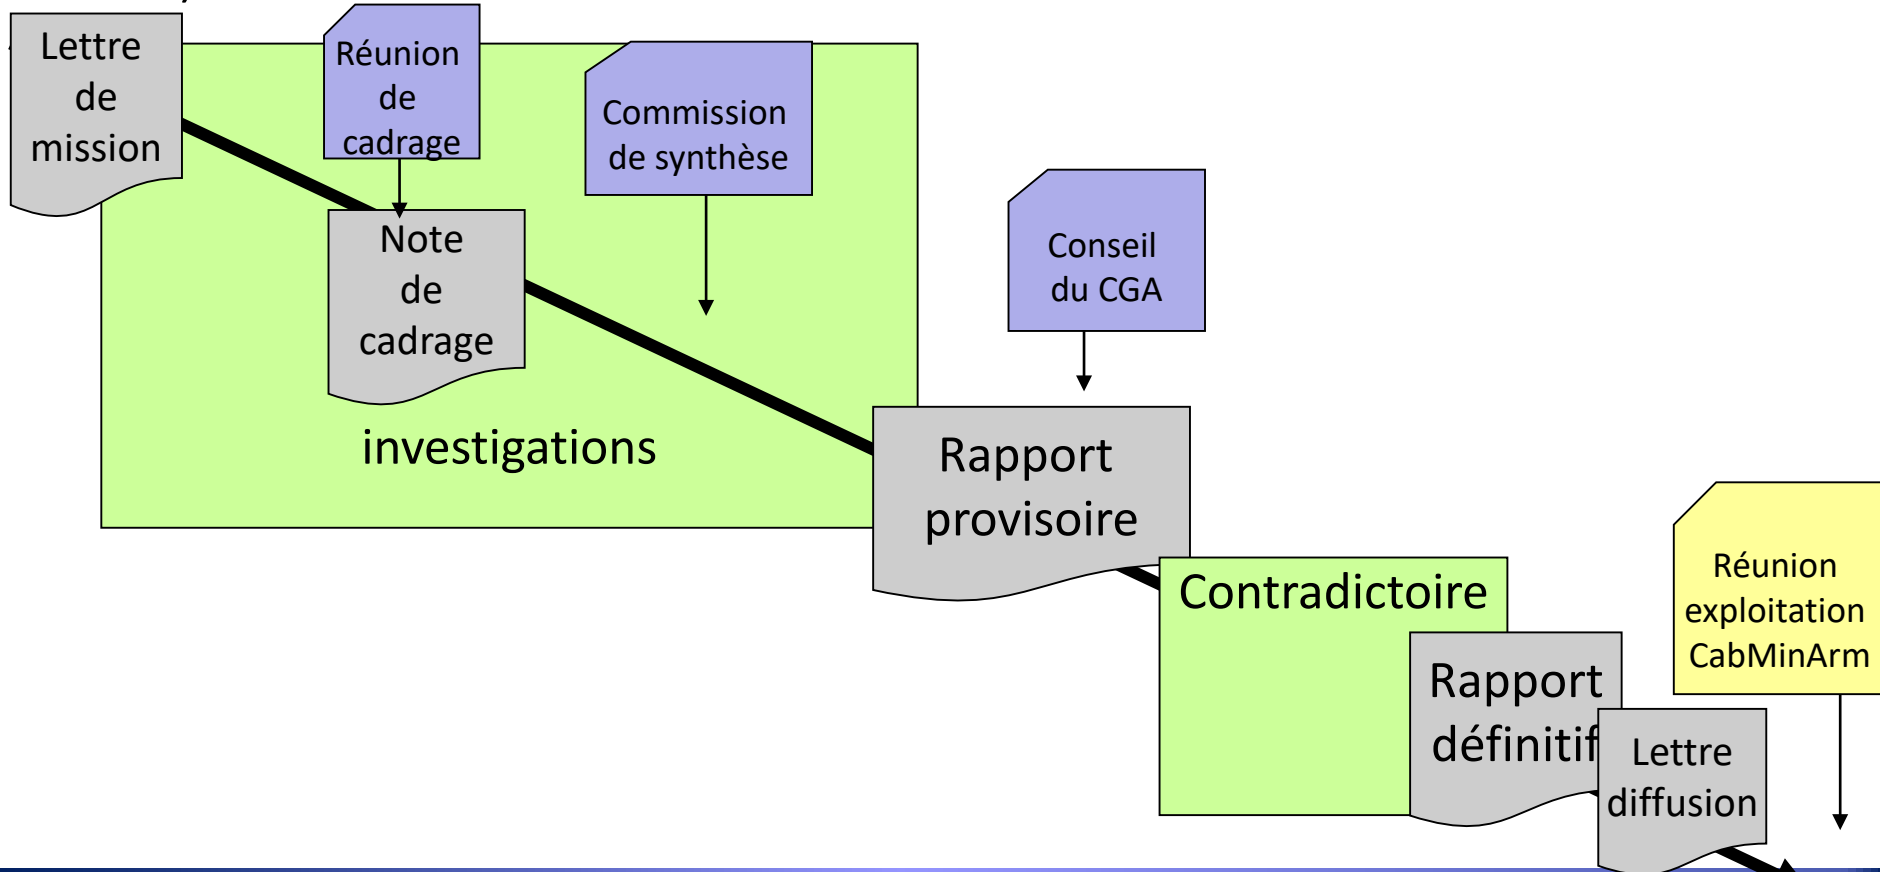 Lettre
de
mission
Réunion
de
cadrage
Commission
de synthèse
Note
de
cadrage
investigations
Conseil
du CGA
Rapport
provisoire
Contradictoire
Rapport
définitif
Lettre
diffusion
Réunion
exploitation
CabMinArm